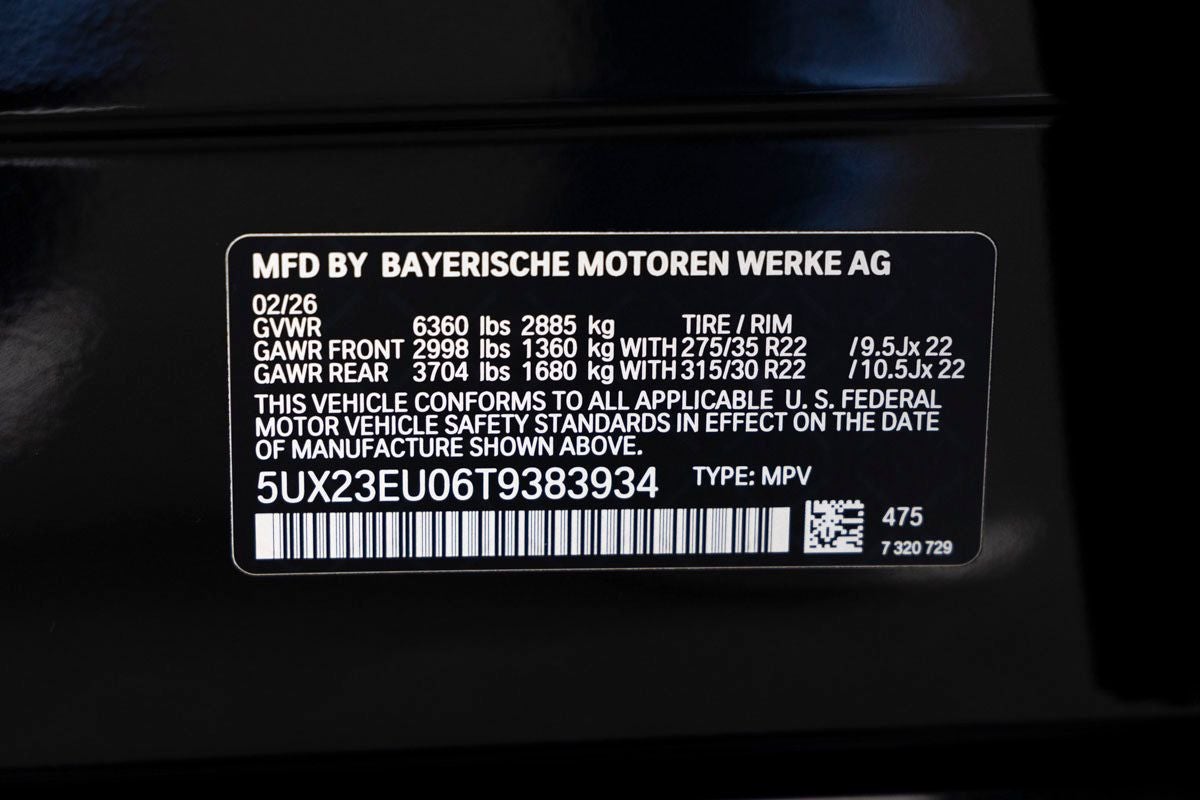 MFD BY BAYERISCHE MOTOREN WERKE AG
02/26
GVWR 6360 lbs 2885 kg TIRE / RIM
GAWR FRONT 2998 lbs 1360 kg WITH 275/35 R22 /9.5Jx 22
GAWR REAR 3704 lbs 1680 kg WITH 315/30 R22 /10.5Jx 22
THIS VEHICLE CONFORMS TO ALL APPLICABLE U. S. FEDERAL
MOTOR VEHICLE SAFETY STANDARDS IN EFFECT ON THE DATE
OF MANUFACTURE SHOWN ABOVE.
5UX23EU06T9383934 TYPE: MPV
475
7 320 729